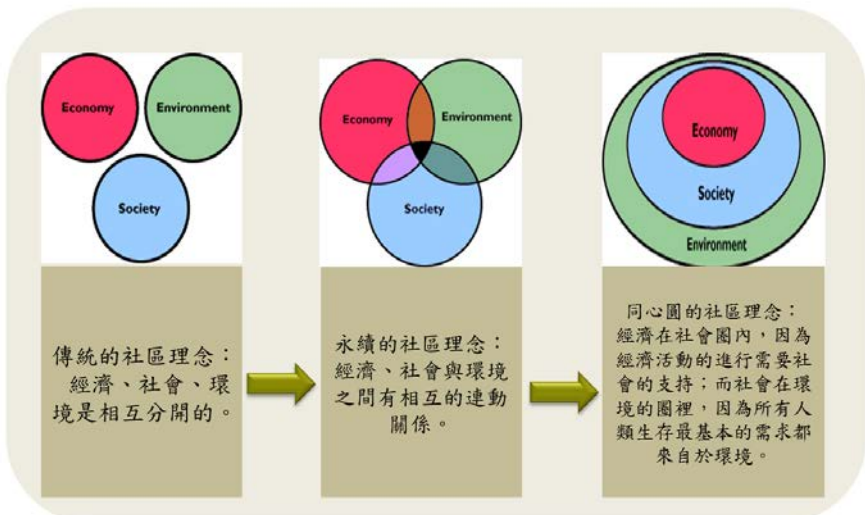 Economy
Environment
Society
傳統的社區理念：
經濟、社會、環
境是相互分開的。
Economy
Environment
Society
永續的社區理念：
經濟、社會與環境
之間有相互的連動
關係。
Economy
Society
Environment
同心圓的社區理念：
經濟在社會圈內，因為
經濟活動的進行需要社
會的支持；而社會在環
境的圈裡，因為所有人
類生存最基本的需求都
來自於環境。